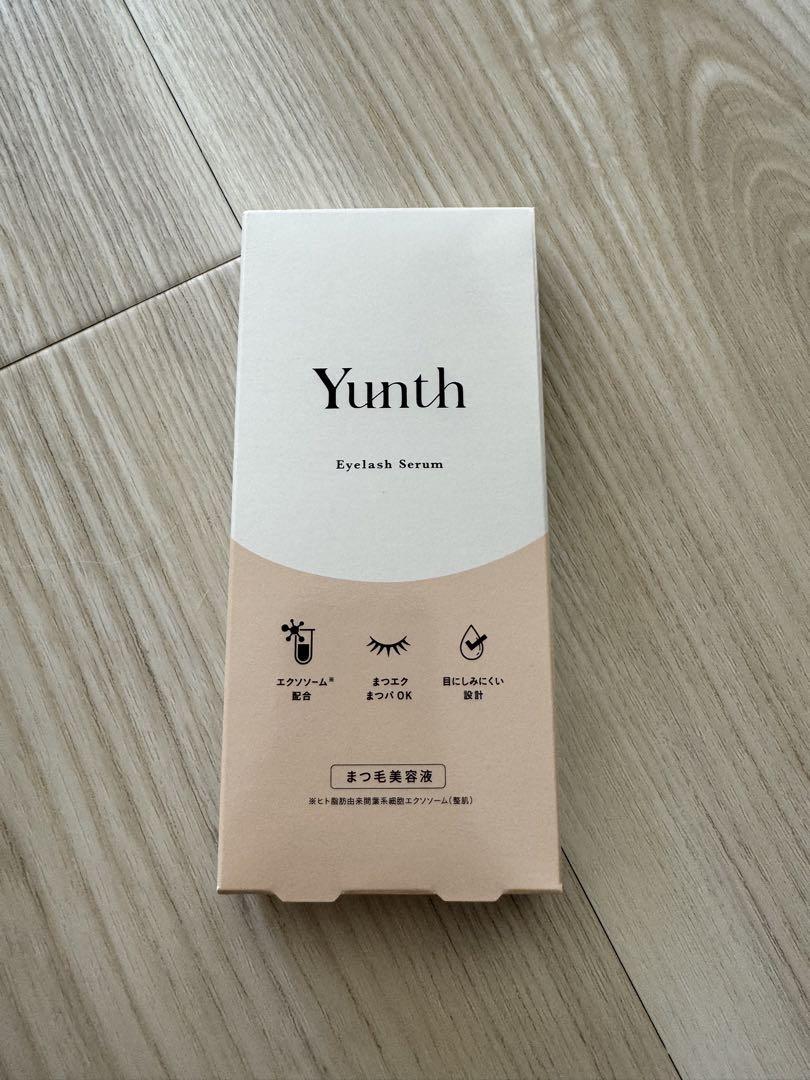 Yunth
Eyelash Serum
エクソソーム※
配合
まつエク
まつパ OK
目にしみにくい
設計
まつ毛美容液
※ヒト脂肪由来間葉系細胞エクソソーム(整肌)